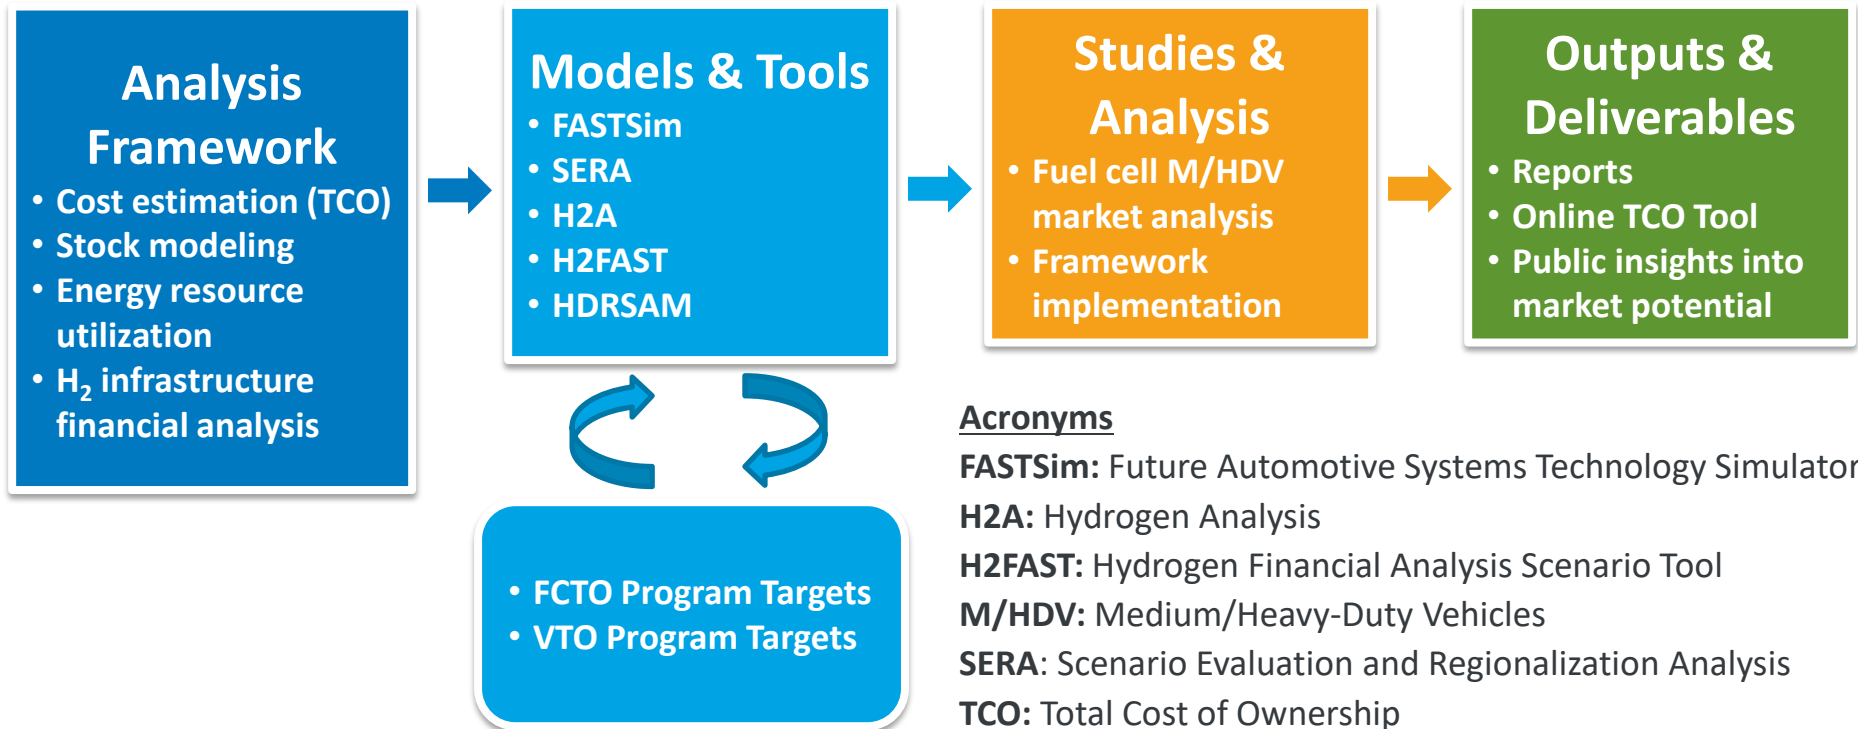 Analysis
Framework
• Cost estimation (TCO)
• Stock modeling
• Energy resource
utilization
• H₂ infrastructure
financial analysis
Models & Tools
• FASTSim
• SERA
• H2A
• H2FAST
• HDRSAM
Studies &
Analysis
• Fuel cell M/HDV
market analysis
• Framework
implementation
Outputs &
Deliverables
• Reports
• Online TCO Tool
• Public insights into
market potential
• FCTO Program Targets
• VTO Program Targets
Acronyms
FASTSim: Future Automotive Systems Technology Simulator
H2A: Hydrogen Analysis
H2FAST: Hydrogen Financial Analysis Scenario Tool
M/HDV: Medium/Heavy-Duty Vehicles
SERA: Scenario Evaluation and Regionalization Analysis
TCO: Total Cost of Ownership